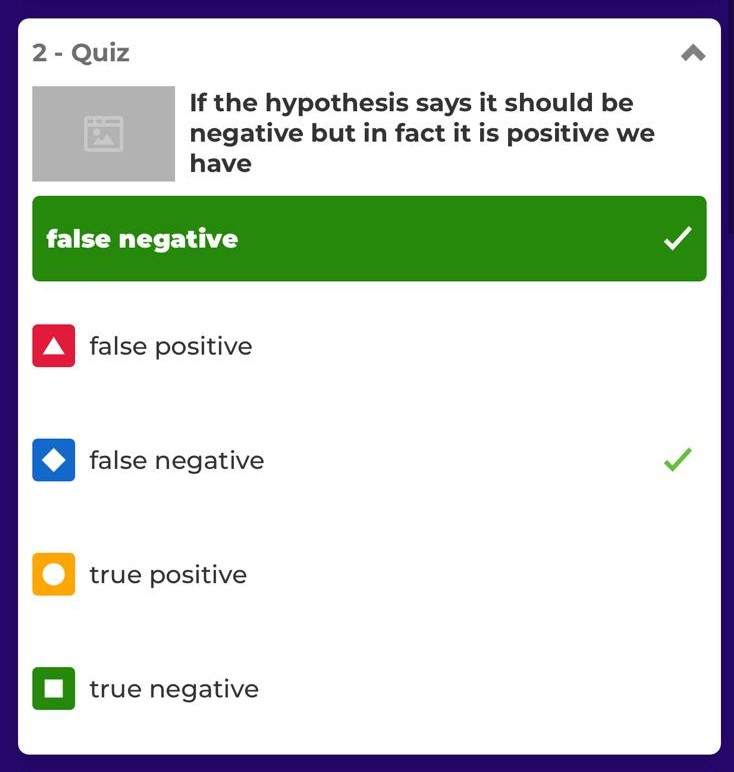 2 - Quiz
If the hypothesis says it should be
negative but in fact it is positive we
have
false negative
false positive
false negative
true positive
true negative